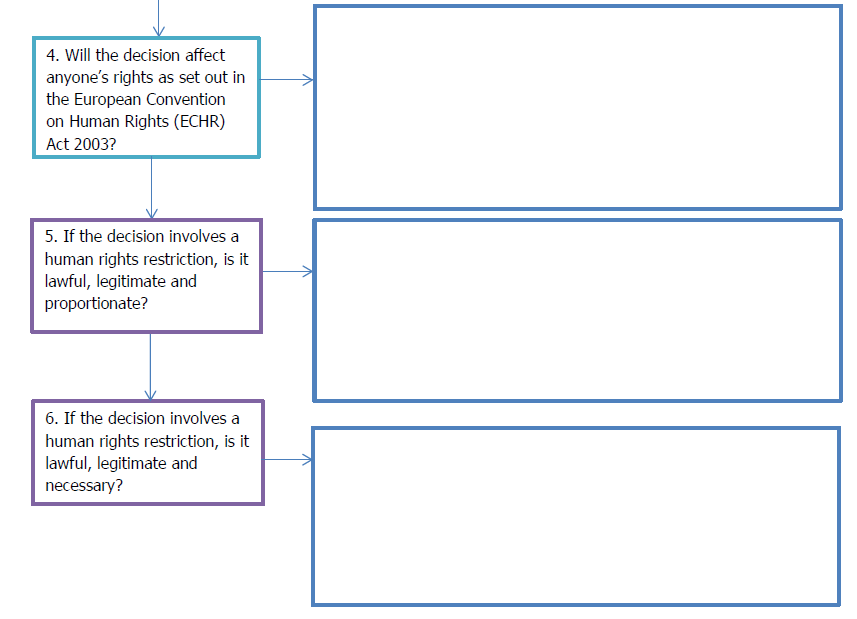 4. Will the decision affect
anyone’s rights as set out in
the European Convention
on Human Rights (ECHR)
Act 2003?
5. If the decision involves a
human rights restriction, is it
lawful, legitimate and
proportionate?
6. If the decision involves a
human rights restriction, is it
lawful, legitimate and
necessary?